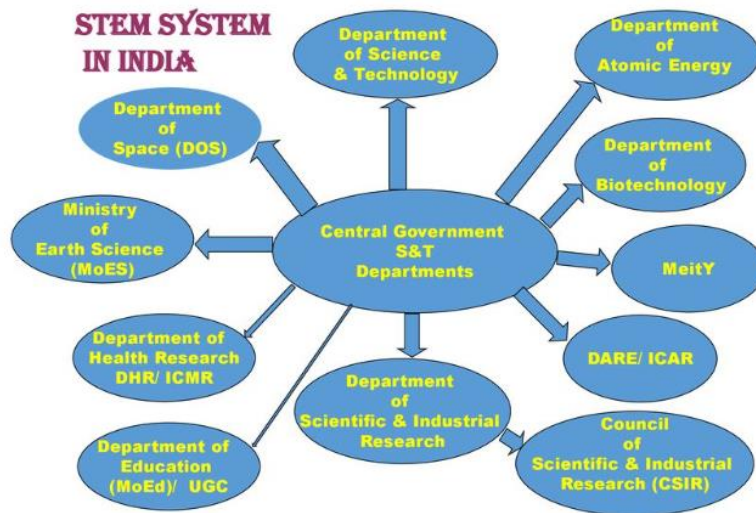 STEM SYSTEM
IN INDIA
Department
of Science
& Technology
Department
of
Atomic Energy
Department
of
Space (DOS)
Department
of
Biotechnology
Ministry
of
Earth Science
(MoES)
Central Government
S&T
Departments
MeitY
Department of
Health Research
DHR/ ICMR
DARE/ ICAR
Department
of
Scientific & Industrial
Research
Department of
Education
(MoEd)/ UGC
Council
of
Scientific & Industrial
Research (CSIR)